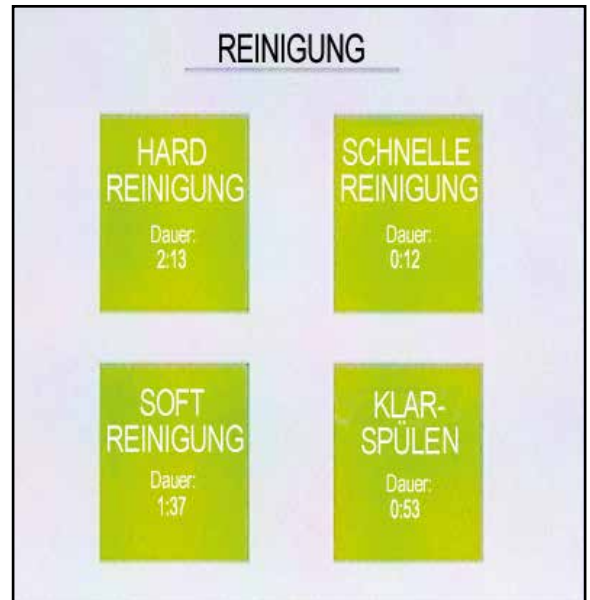 REINIGUNG
HARD
REINIGUNG
Dauer:
2:13
SCHNELLE
REINIGUNG
Dauer:
0:12
SOFT
REINIGUNG
Dauer:
1:37
KLAR-
SPÜLEN
Dauer:
0:53